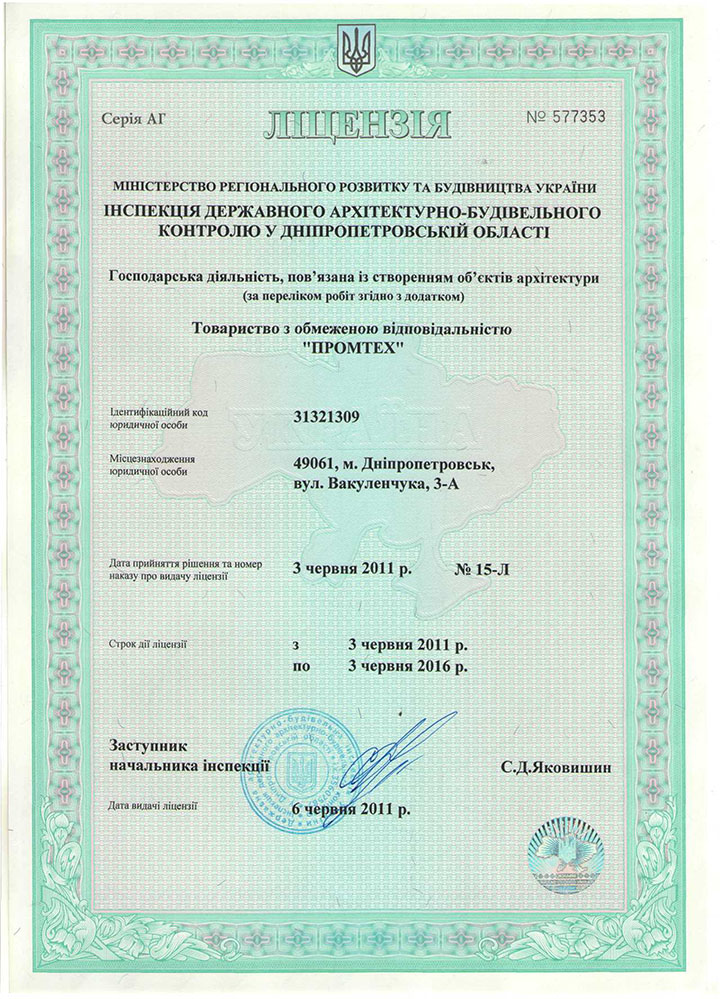 Серія АГ
ЛІЦЕНЗІЯ
№ 577353
МІНІСТЕРСТВО РЕГІОНАЛЬНОГО РОЗВИТКУ ТА БУДІВНИЦТВА УКРАЇНИ
ІНСПЕКЦІЯ ДЕРЖАВНОГО АРХІТЕКТУРНО-БУДІВЕЛЬНОГО
КОНТРОЛЮ У ДНІПРОПЕТРОВСЬКІЙ ОБЛАСТІ
Господарська діяльність, пов’язана із створенням об’єктів архітектури
(за переліком робіт згідно з додатком)
Товариство з обмеженою відповідальністю
"ПРОМТЕХ"
УКРАЇНА
Ідентифікаційний код
юридичної особи
31321309
Місцезнаходження
юридичної особи
49061, м. Дніпропетровськ,
вул. Вакуленчука, 3-А
Дата прийняття рішення та номер
наказу про видачу ліцензії
3 червня 2011 р. № 15-Л
Строк дії ліцензії
з 3 червня 2011 р.
по 3 червня 2016 р.
Заступник
начальника інспекції
С.Д.Яковишин
Дата видачі ліцензії
6 червня 2011 р.